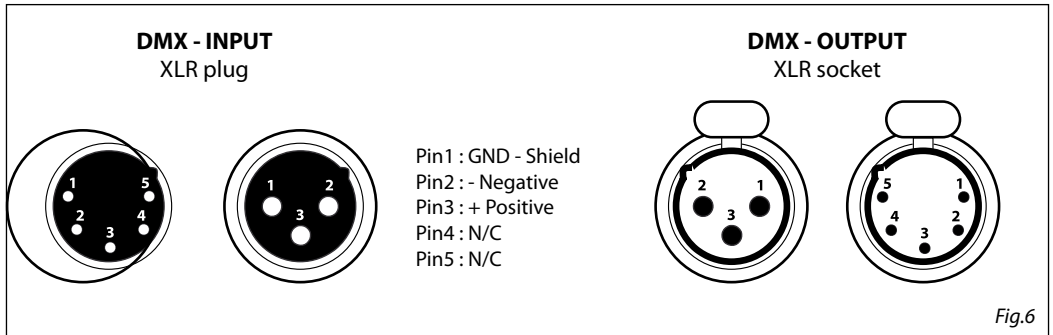 DMX - INPUT
XLR plug
DMX - OUTPUT
XLR socket
1
5
2
4
3
1
2
3
Pin1 : GND - Shield
Pin2 : - Negative
Pin3 : + Positive
Pin4 : N/C
Pin5 : N/C
2
1
3
5
1
4
2
3
Fig.6